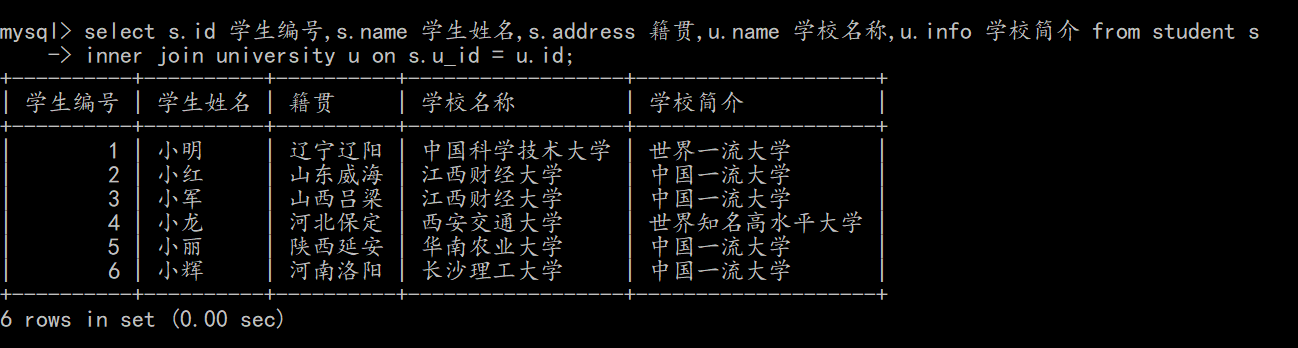 mysql> select s.id 学生编号,s.name 学生姓名,s.address 籍贯,u.name 学校名称,u.info 学校简介 from student s
    -> inner join university u on s.u_id = u.id;
+----------+----------+----------+------------------+--------------------+
| 学生编号 | 学生姓名 | 籍贯     | 学校名称         | 学校简介           |
+----------+----------+----------+------------------+--------------------+
|        1 | 小明     | 辽宁辽阳 | 中国科学技术大学 | 世界一流大学       |
|        2 | 小红     | 山东威海 | 江西财经大学     | 中国一流大学       |
|        3 | 小军     | 山西吕梁 | 江西财经大学     | 中国一流大学       |
|        4 | 小龙     | 河北保定 | 西安交通大学     | 世界知名高水平大学 |
|        5 | 小丽     | 陕西延安 | 华南农业大学     | 中国一流大学       |
|        6 | 小辉     | 河南洛阳 | 长沙理工大学     | 中国一流大学       |
+----------+----------+----------+------------------+--------------------+
6 rows in set (0.00 sec)